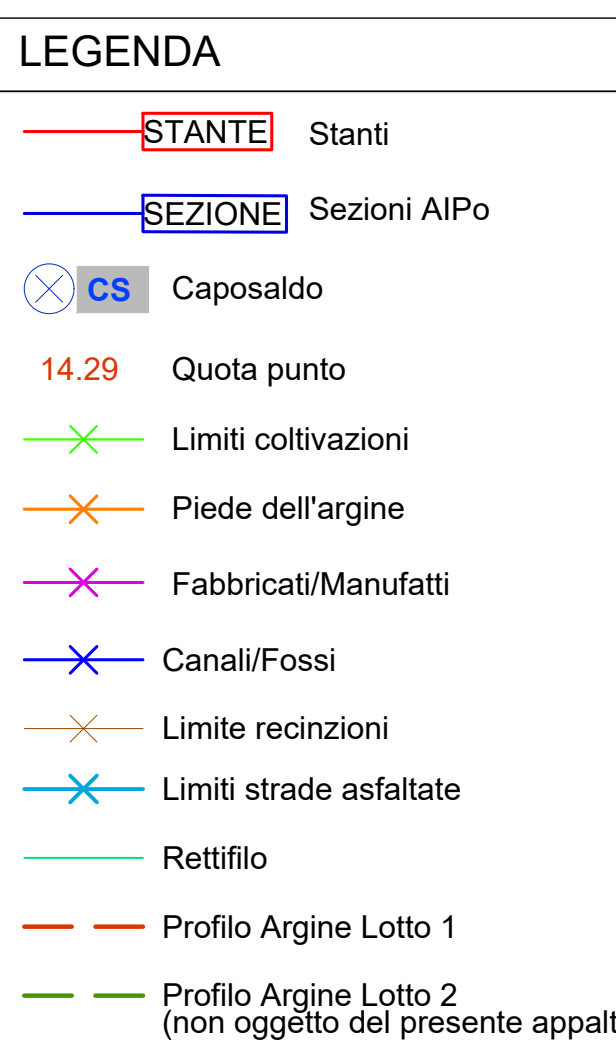 LEGENDA
STANTE Stanti
SEZIONE Sezioni AIPo
CS Caposaldo
14.29 Quota punto
Limiti coltivazioni
Piede dell'argine
Fabbricati/Manufatti
Canali/Fossi
Limite recinzioni
Limiti strade asfaltate
Rettifilo
Profilo Argine Lotto 1
Profilo Argine Lotto 2
(non oggetto del presente appalt